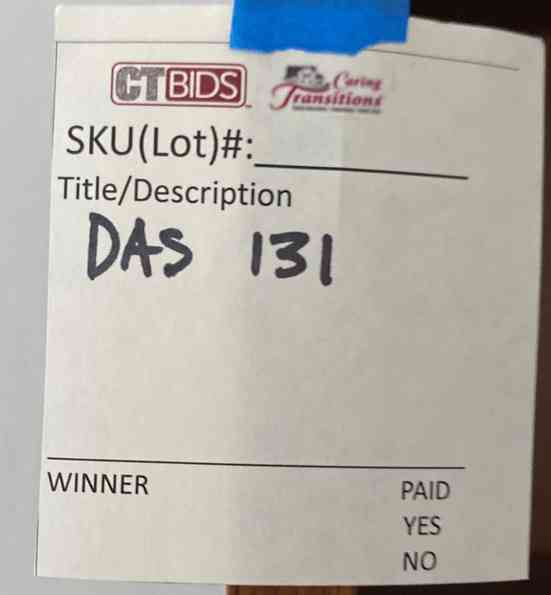 CTBIDS Caring Transitions
SKU(Lot)#:
Title/Description
DAS 131
WINNER PAID
YES
NO